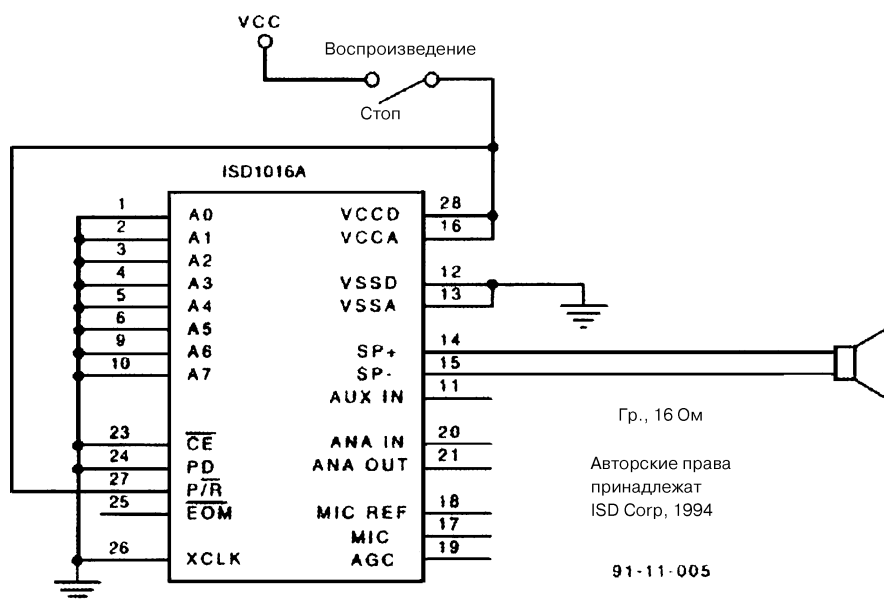 VCC
Воспроизведение
Стоп
ISD1016A
1 A0 VCCD 28
2 A1 VCCA 16
3 A2
4 A3 VSSD 12
5 A4 VSSA 13
6 A5
9 A6 SP+ 14
10 A7 SP- 15
AUX IN 11
Гр., 16 Ом
23 CE ANA IN 20
24 PD ANA OUT 21
27 P/R
25 EOM MIC REF 18
MIC 17
26 XCLK AGC 19
Авторские права
принадлежат
ISD Corp, 1994
91-11-005